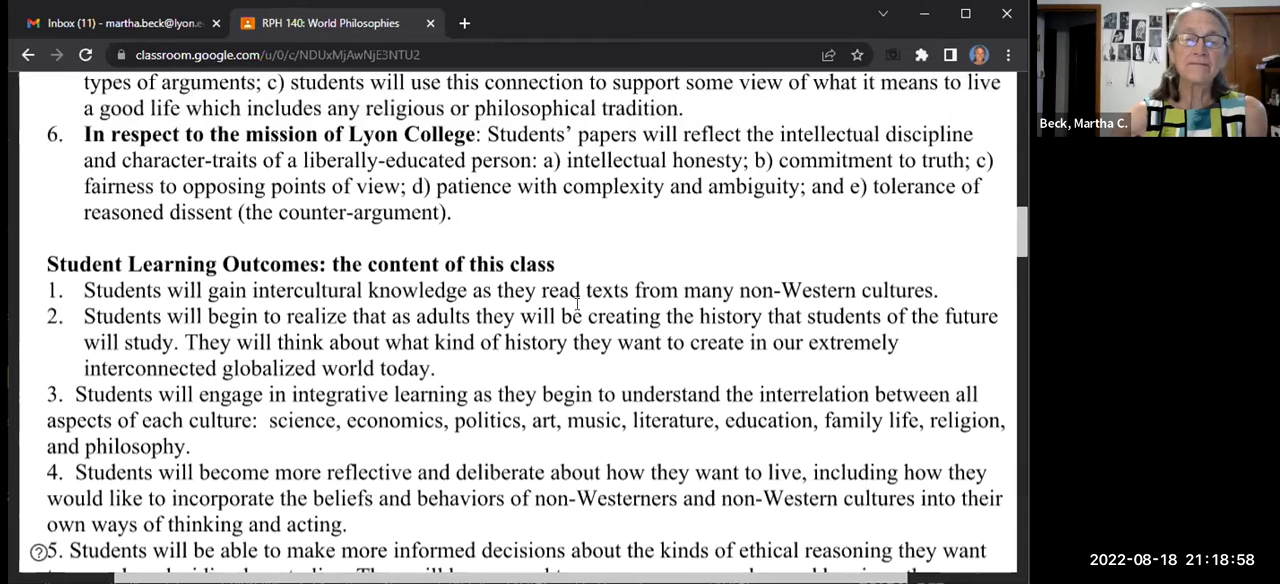 Inbox (11) - martha.beck@lyon.e
RPH 140: World Philosophies
classroom.google.com/u/0/c/NDUxMjAwNjE3NTU2
Beck, Martha C.
types of arguments; c) students will use this connection to support some view of what it means to live
a good life which includes any religious or philosophical tradition.
6. In respect to the mission of Lyon College: Students' papers will reflect the intellectual discipline
and character-traits of a liberally-educated person: a) intellectual honesty; b) commitment to truth; c)
fairness to opposing points of view; d) patience with complexity and ambiguity; and e) tolerance of
reasoned dissent (the counter-argument).
Student Learning Outcomes: the content of this class
1. Students will gain intercultural knowledge as they read texts from many non-Western cultures.
2. Students will begin to realize that as adults they will be creating the history that students of the future
will study. They will think about what kind of history they want to create in our extremely
interconnected globalized world today.
3. Students will engage in integrative learning as they begin to understand the interrelation between all
aspects of each culture: science, economics, politics, art, music, literature, education, family life, religion,
and philosophy.
4. Students will become more reflective and deliberate about how they want to live, including how they
would like to incorporate the beliefs and behaviors of non-Westerners and non-Western cultures into their
own ways of thinking and acting.
5. Students will be able to make more informed decisions about the kinds of ethical reasoning they want
2022-08-18 21:18:58